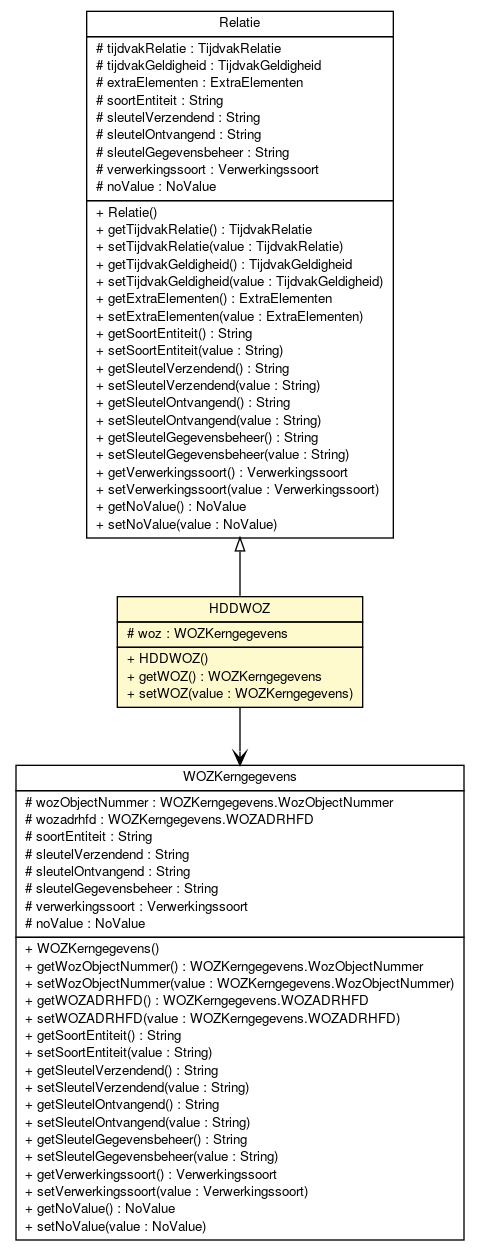 Relatie
# tijdvakRelatie : TijdvakRelatie
# tijdvakGeldigheid : TijdvakGeldigheid
# extraElementen : ExtraElementen
# soortEntiteit : String
# sleutelVerzendend : String
# sleutelOntvangend : String
# sleutelGegevensbeheer : String
# verwerkingssoort : Verwerkingssoort
# noValue : NoValue
+ Relatie()
+ getTijdvakRelatie() : TijdvakRelatie
+ setTijdvakRelatie(value : TijdvakRelatie)
+ getTijdvakGeldigheid() : TijdvakGeldigheid
+ setTijdvakGeldigheid(value : TijdvakGeldigheid)
+ getExtraElementen() : ExtraElementen
+ setExtraElementen(value : ExtraElementen)
+ getSoortEntiteit() : String
+ setSoortEntiteit(value : String)
+ getSleutelVerzendend() : String
+ setSleutelVerzendend(value : String)
+ getSleutelOntvangend() : String
+ setSleutelOntvangend(value : String)
+ getSleutelGegevensbeheer() : String
+ setSleutelGegevensbeheer(value : String)
+ getVerwerkingssoort() : Verwerkingssoort
+ setVerwerkingssoort(value : Verwerkingssoort)
+ getNoValue() : NoValue
+ setNoValue(value : NoValue)
HDDWOZ
# woz : WOZKerngegevens
+ HDDWOZ()
+ getWOZ() : WOZKerngegevens
+ setWOZ(value : WOZKerngegevens)
WOZKerngegevens
# wozObjectNummer : WOZKerngegevens.WozObjectNummer
# wozadrhfd : WOZKerngegevens.WOZADRHFD
# soortEntiteit : String
# sleutelVerzendend : String
# sleutelOntvangend : String
# sleutelGegevensbeheer : String
# verwerkingssoort : Verwerkingssoort
# noValue : NoValue
+ WOZKerngegevens()
+ getWozObjectNummer() : WOZKerngegevens.WozObjectNummer
+ setWozObjectNummer(value : WOZKerngegevens.WozObjectNummer)
+ getWOZADRHFD() : WOZKerngegevens.WOZADRHFD
+ setWOZADRHFD(value : WOZKerngegevens.WOZADRHFD)
+ getSoortEntiteit() : String
+ setSoortEntiteit(value : String)
+ getSleutelVerzendend() : String
+ setSleutelVerzendend(value : String)
+ getSleutelOntvangend() : String
+ setSleutelOntvangend(value : String)
+ getSleutelGegevensbeheer() : String
+ setSleutelGegevensbeheer(value : String)
+ getVerwerkingssoort() : Verwerkingssoort
+ setVerwerkingssoort(value : Verwerkingssoort)
+ getNoValue() : NoValue
+ setNoValue(value : NoValue)